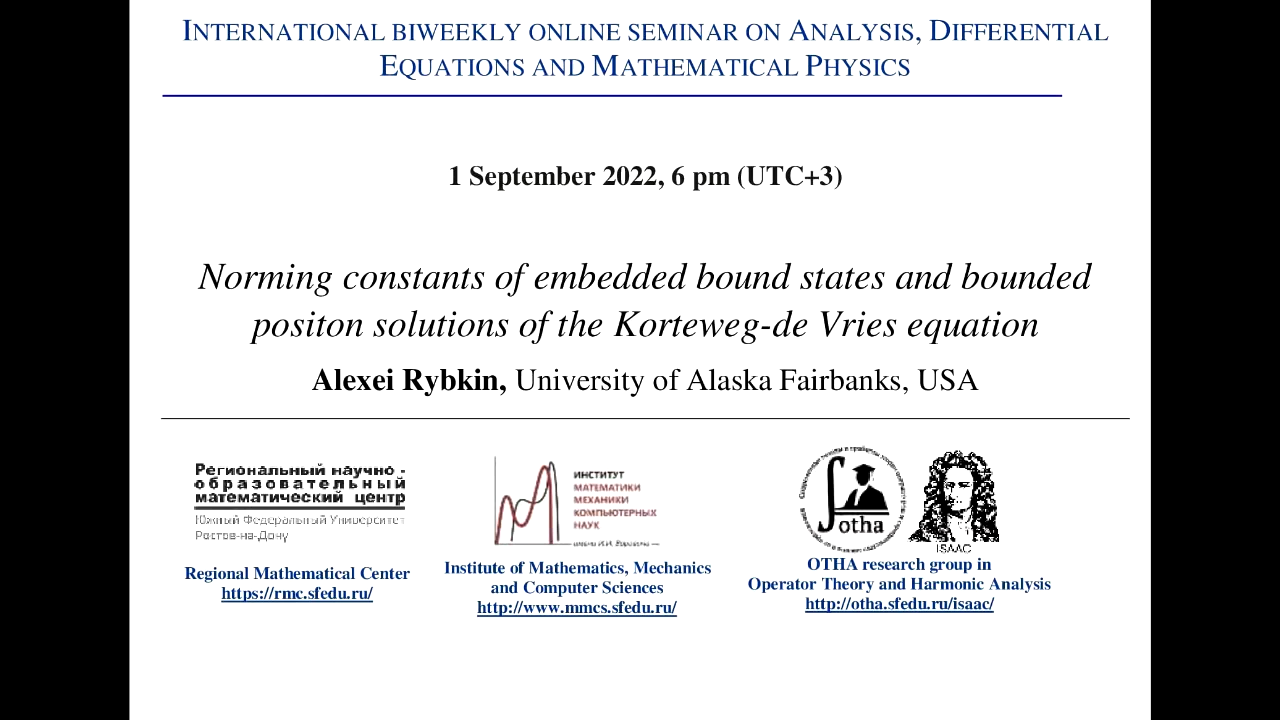 INTERNATIONAL BIWEEKLY ONLINE SEMINAR ON ANALYSIS, DIFFERENTIAL
EQUATIONS AND MATHEMATICAL PHYSICS
1 September 2022, 6 pm (UTC+3)
Norming constants of embedded bound states and bounded
positon solutions of the Korteweg-de Vries equation
Alexei Rybkin, University of Alaska Fairbanks, USA
Региональный научно -
образовательный
математический центр
Южный Федеральный Университет
Ростов-на-Дону
Regional Mathematical Center
https://rmc.sfedu.ru/
ИНСТИТУТ
МАТЕМАТИКИ
МЕХАНИКИ
КОМПЬЮТЕРНЫХ
НАУК
Institute of Mathematics, Mechanics
and Computer Sciences
http://www.mmcs.sfedu.ru/
otha
ISAAC
OTHA research group in
Operator Theory and Harmonic Analysis
http://otha.sfedu.ru/isaac/